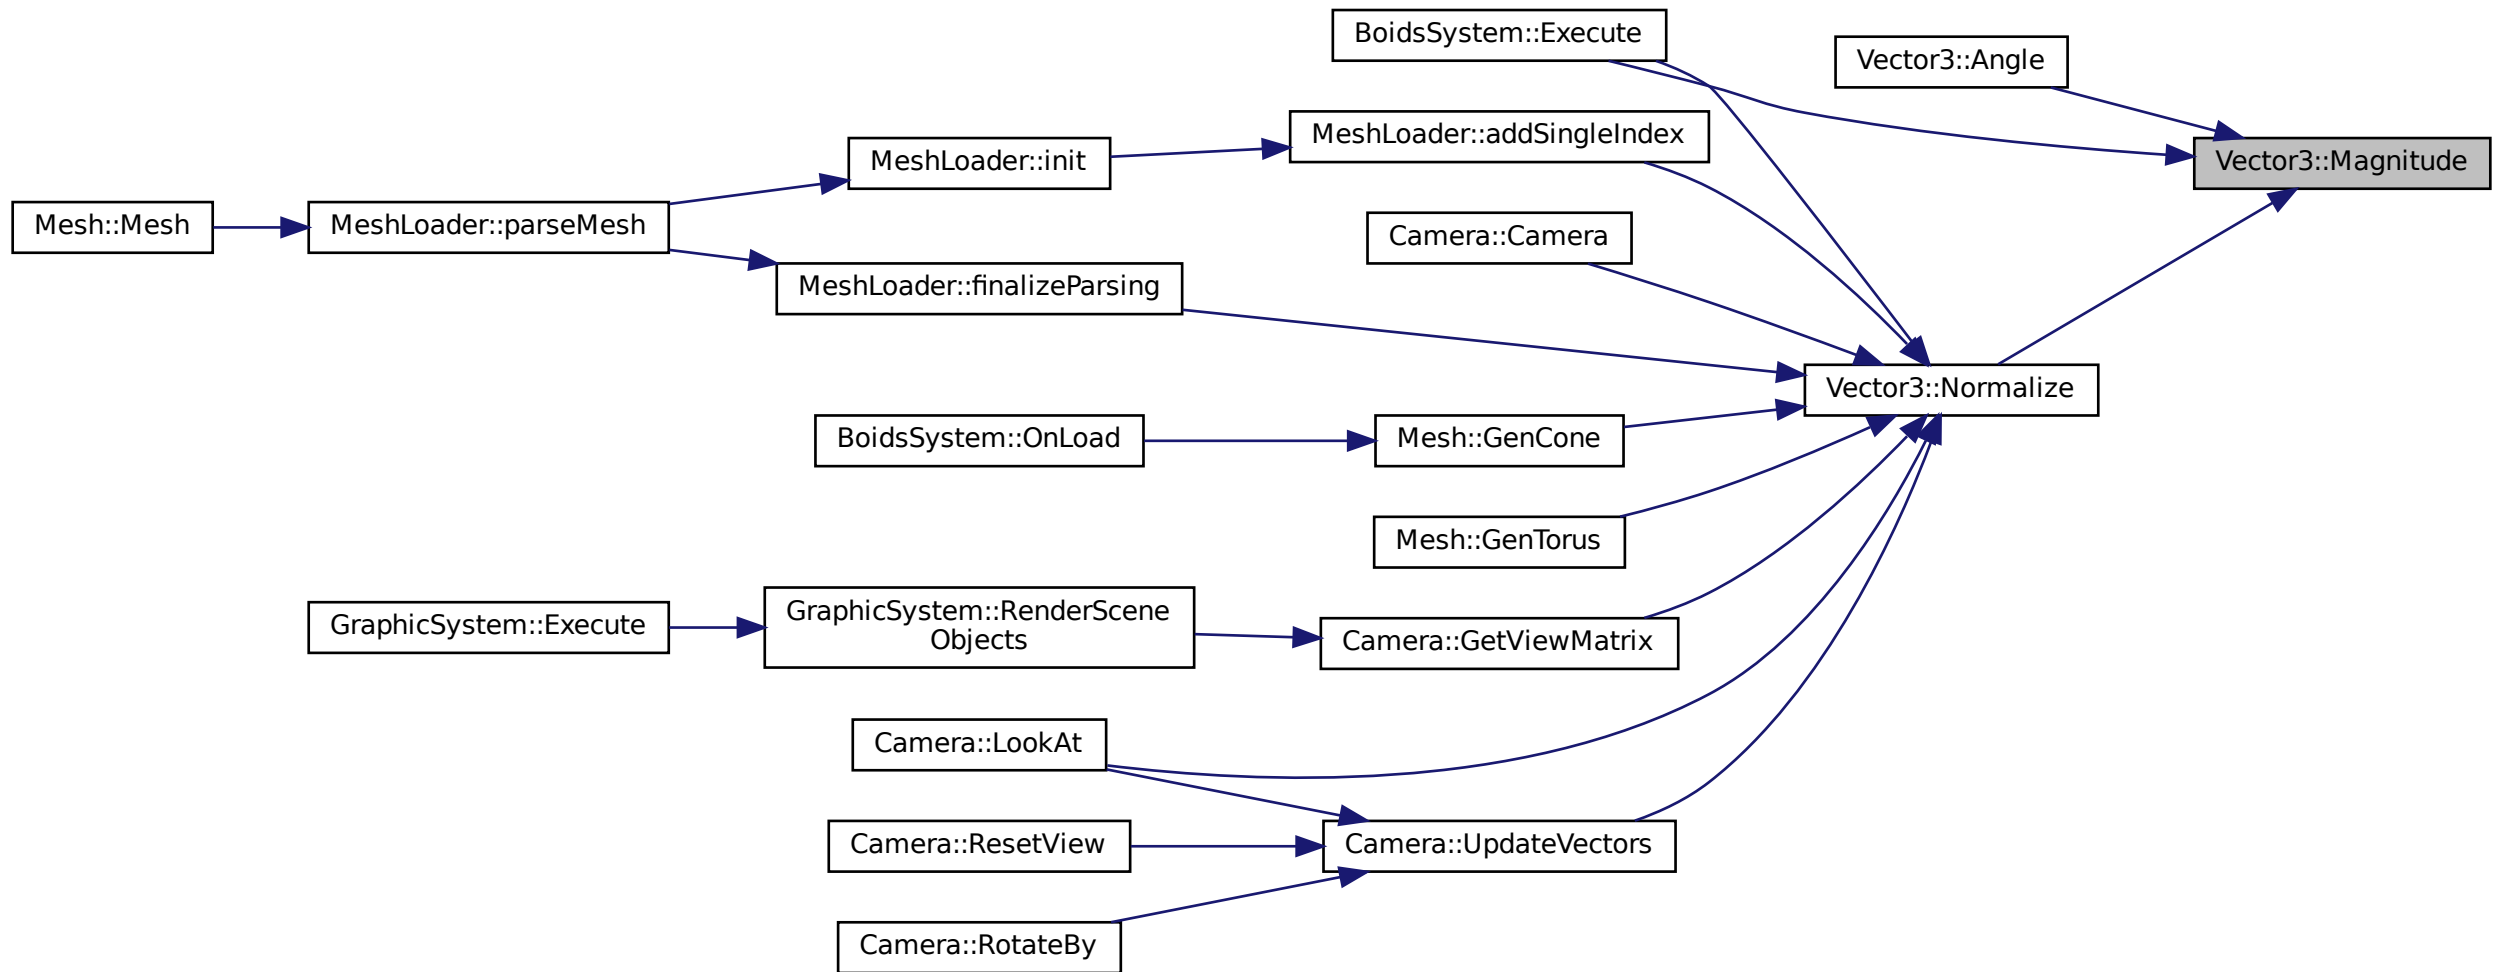 BoidsSystem::Execute
Vector3::Angle
MeshLoader::addSingleIndex
MeshLoader::init
Vector3::Magnitude
Mesh::Mesh
MeshLoader::parseMesh
Camera::Camera
MeshLoader::finalizeParsing
Vector3::Normalize
BoidsSystem::OnLoad
Mesh::GenCone
Mesh::GenTorus
GraphicSystem::Execute
GraphicSystem::RenderScene
Objects
Camera::GetViewMatrix
Camera::LookAt
Camera::ResetView
Camera::UpdateVectors
Camera::RotateBy